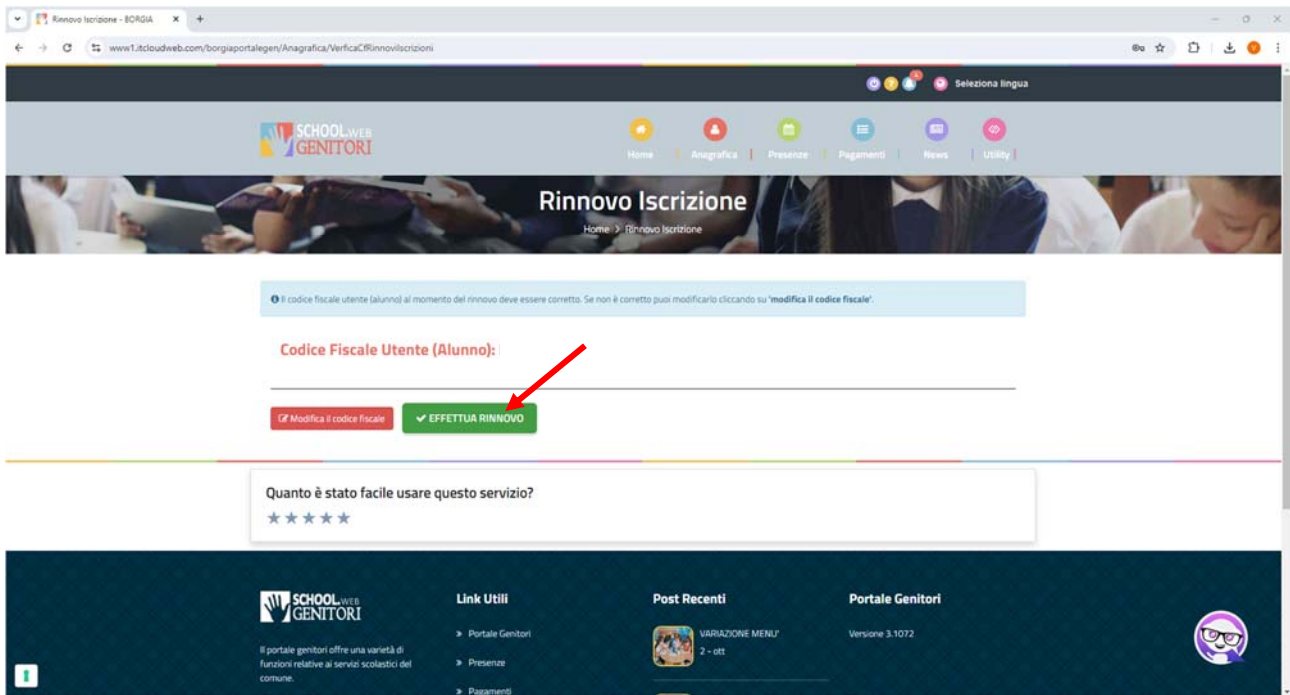 Rinnovo Iscrizione - BORGIA
www1.itcloudweb.com/borgiaportalegen/Anagrafica/VerficaCfRinnoviIscrizioni
Seleziona lingua
SCHOOL.WEB
GENITORI
Home Anagrafica Presenze Pagamenti News Utility
Rinnovo Iscrizione
Home > Rinnovo Iscrizione
Il codice fiscale utente (alunno) al momento del rinnovo deve essere corretto. Se non è corretto puoi modificarlo cliccando su 'modifica il codice fiscale'.
Codice Fiscale Utente (Alunno):
Modifica il codice fiscale
EFFETTUA RINNOVO
Quanto è stato facile usare questo servizio?
SCHOOL.WEB
GENITORI
Il portale genitori offre una varietà di
funzioni relative ai servizi scolastici del
comune.
Link Utili
» Portale Genitori
» Presenze
» Pagamenti
Post Recenti
VARIAZIONE MENU'
2 - ott
Portale Genitori
Versione 3.1072